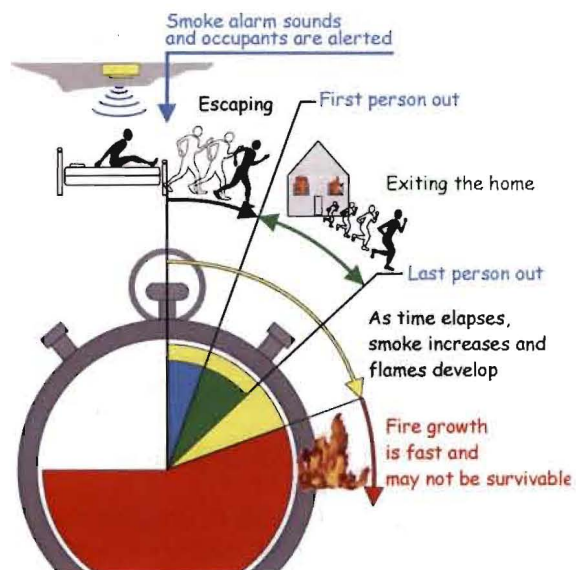 Smoke alarm sounds
and occupants are alerted
Escaping
First person out
Exiting the home
Last person out
As time elapses,
smoke increases and
flames develop
Fire growth
is fast and
may not be survivable